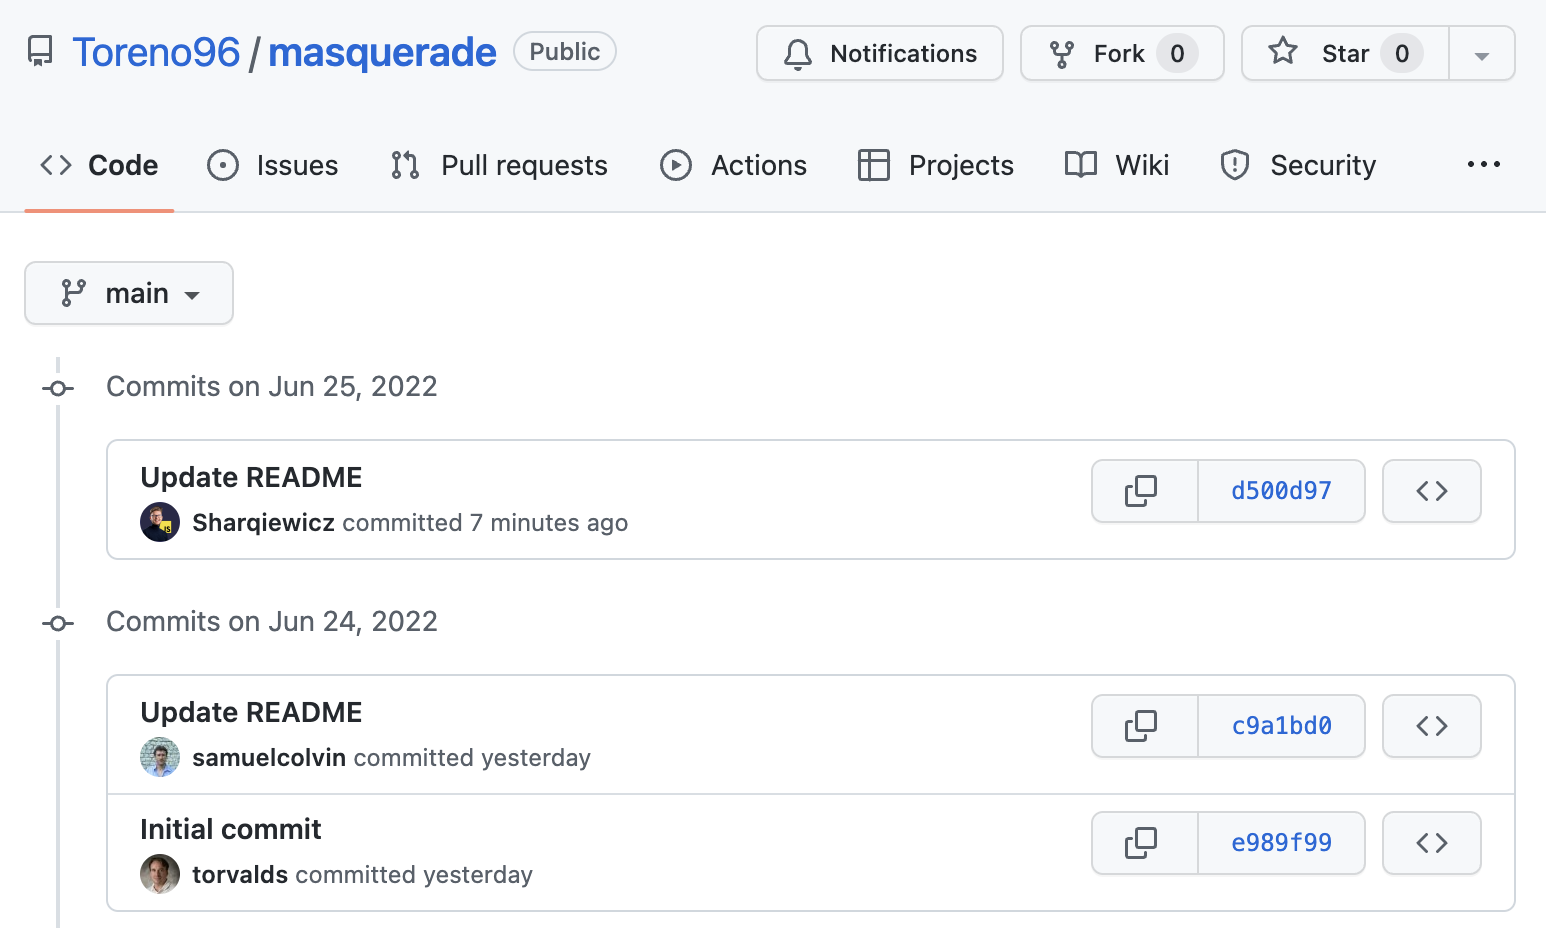 Toreno96 / masquerade Public Notifications Fork 0 Star 0
Code Issues Pull requests Actions Projects Wiki Security
main
Commits on Jun 25, 2022
Update README
d500d97
Sharqiewicz committed 7 minutes ago
Commits on Jun 24, 2022
Update README
c9a1bd0
samuelcolvin committed yesterday
Initial commit
e989f99
torvalds committed yesterday